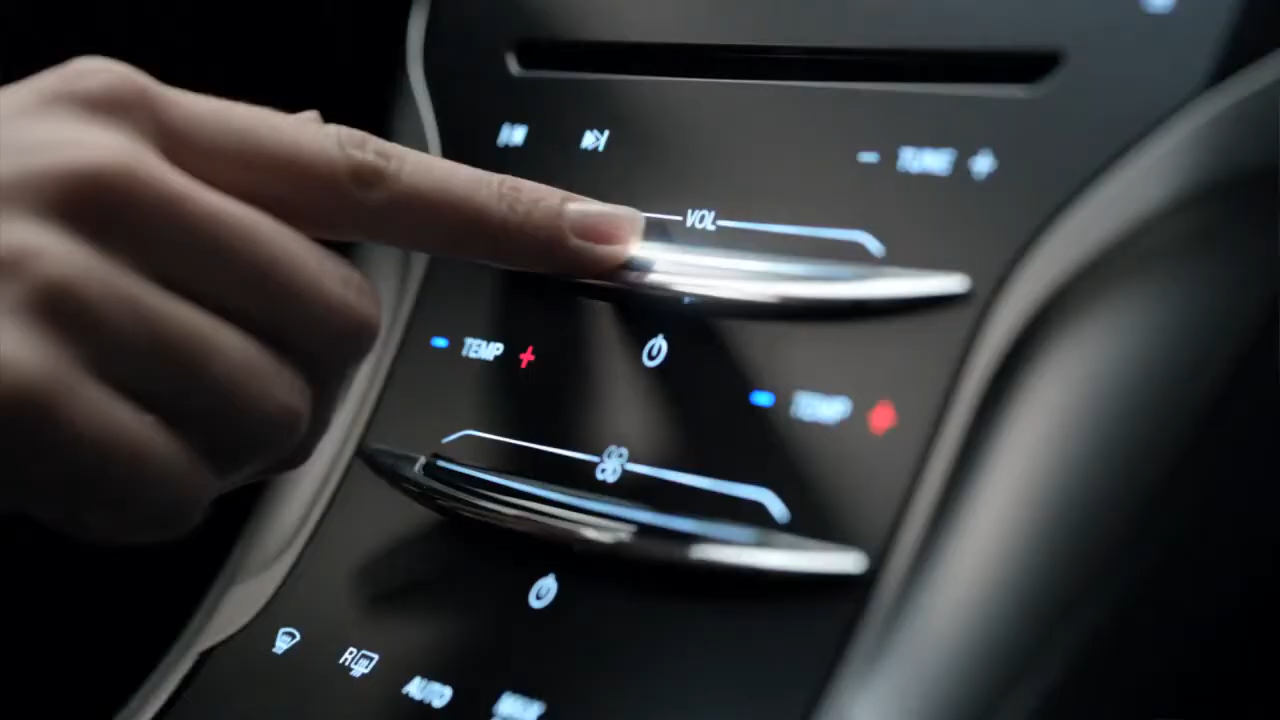 − TUNE +
VOL
− TEMP +
− TEMP +
R
AUTO